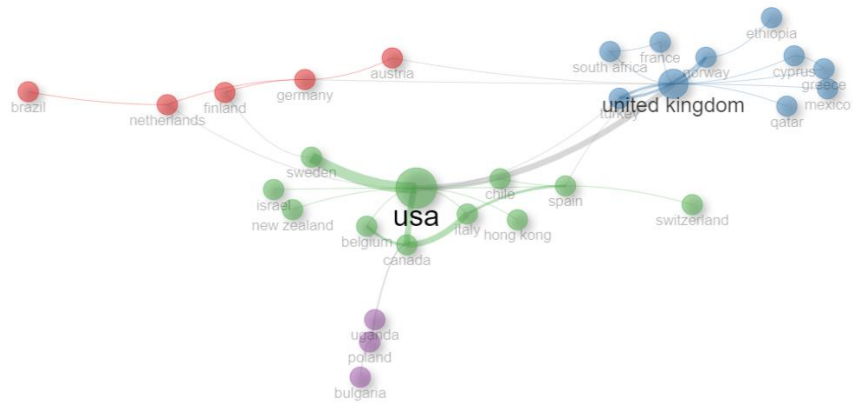 ethiopia
france
south africa
norway
austria
cyprus
greece
germany
mexico
united kingdom
brazil
finland
turkey
qatar
netherlands
sweden
chile
spain
israel
usa
new zealand
switzerland
belgium
italy
hong kong
canada
uganda
poland
bulgaria